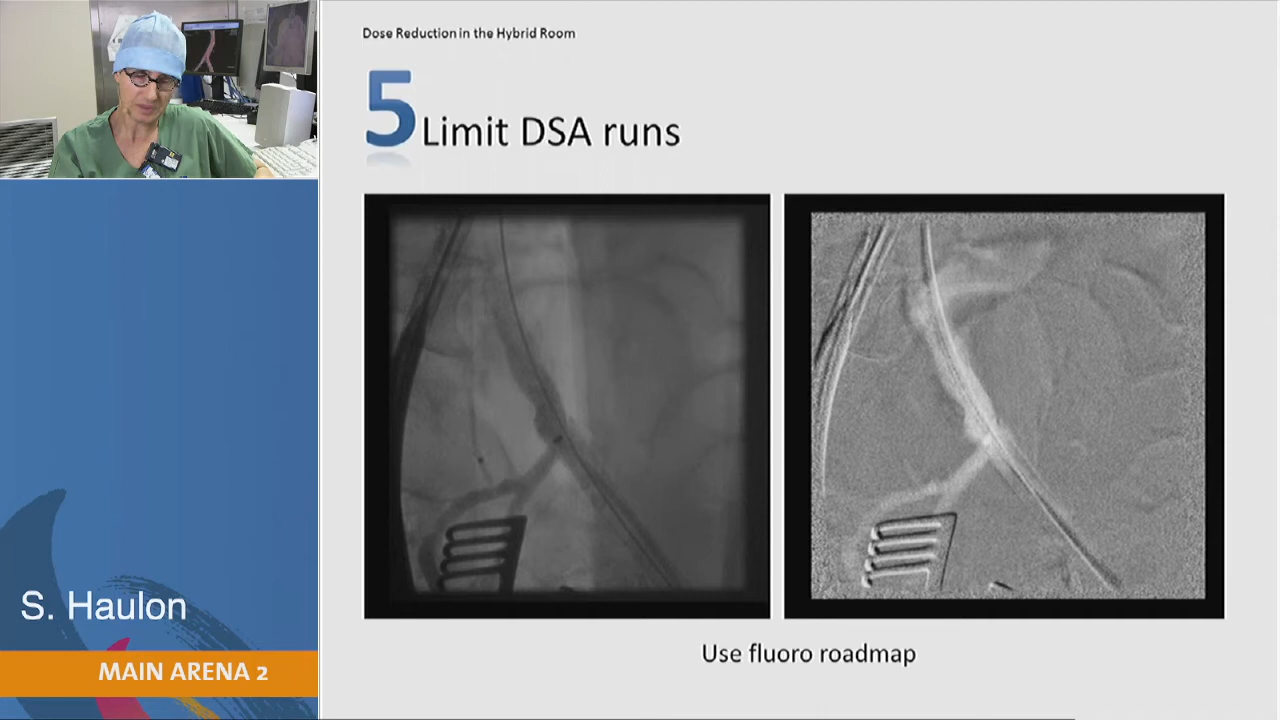 Dose Reduction in the Hybrid Room
5 Limit DSA runs
Use fluoro roadmap
S. Haulon
MAIN ARENA 2